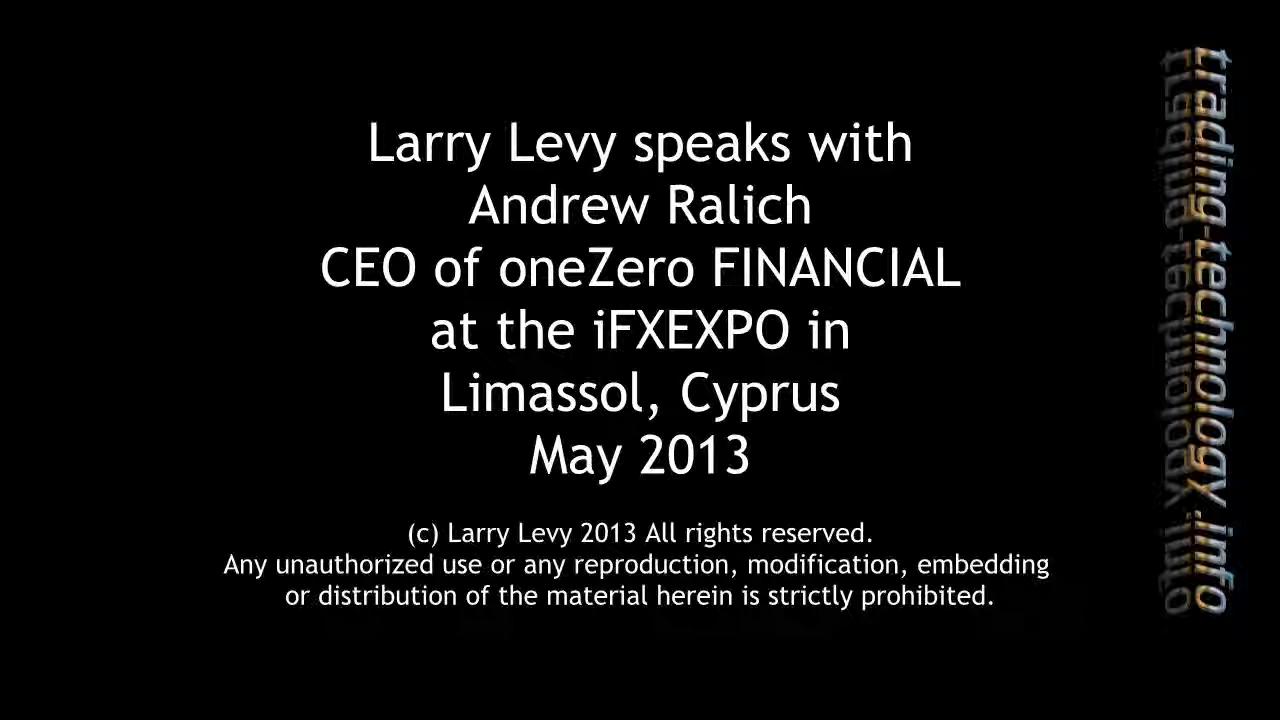 Larry Levy speaks with
Andrew Ralich
CEO of oneZero FINANCIAL
at the iFXEXPO in
Limassol, Cyprus
May 2013
(c) Larry Levy 2013 All rights reserved.
Any unauthorized use or any reproduction, modification, embedding
or distribution of the material herein is strictly prohibited.
trading-technology.info